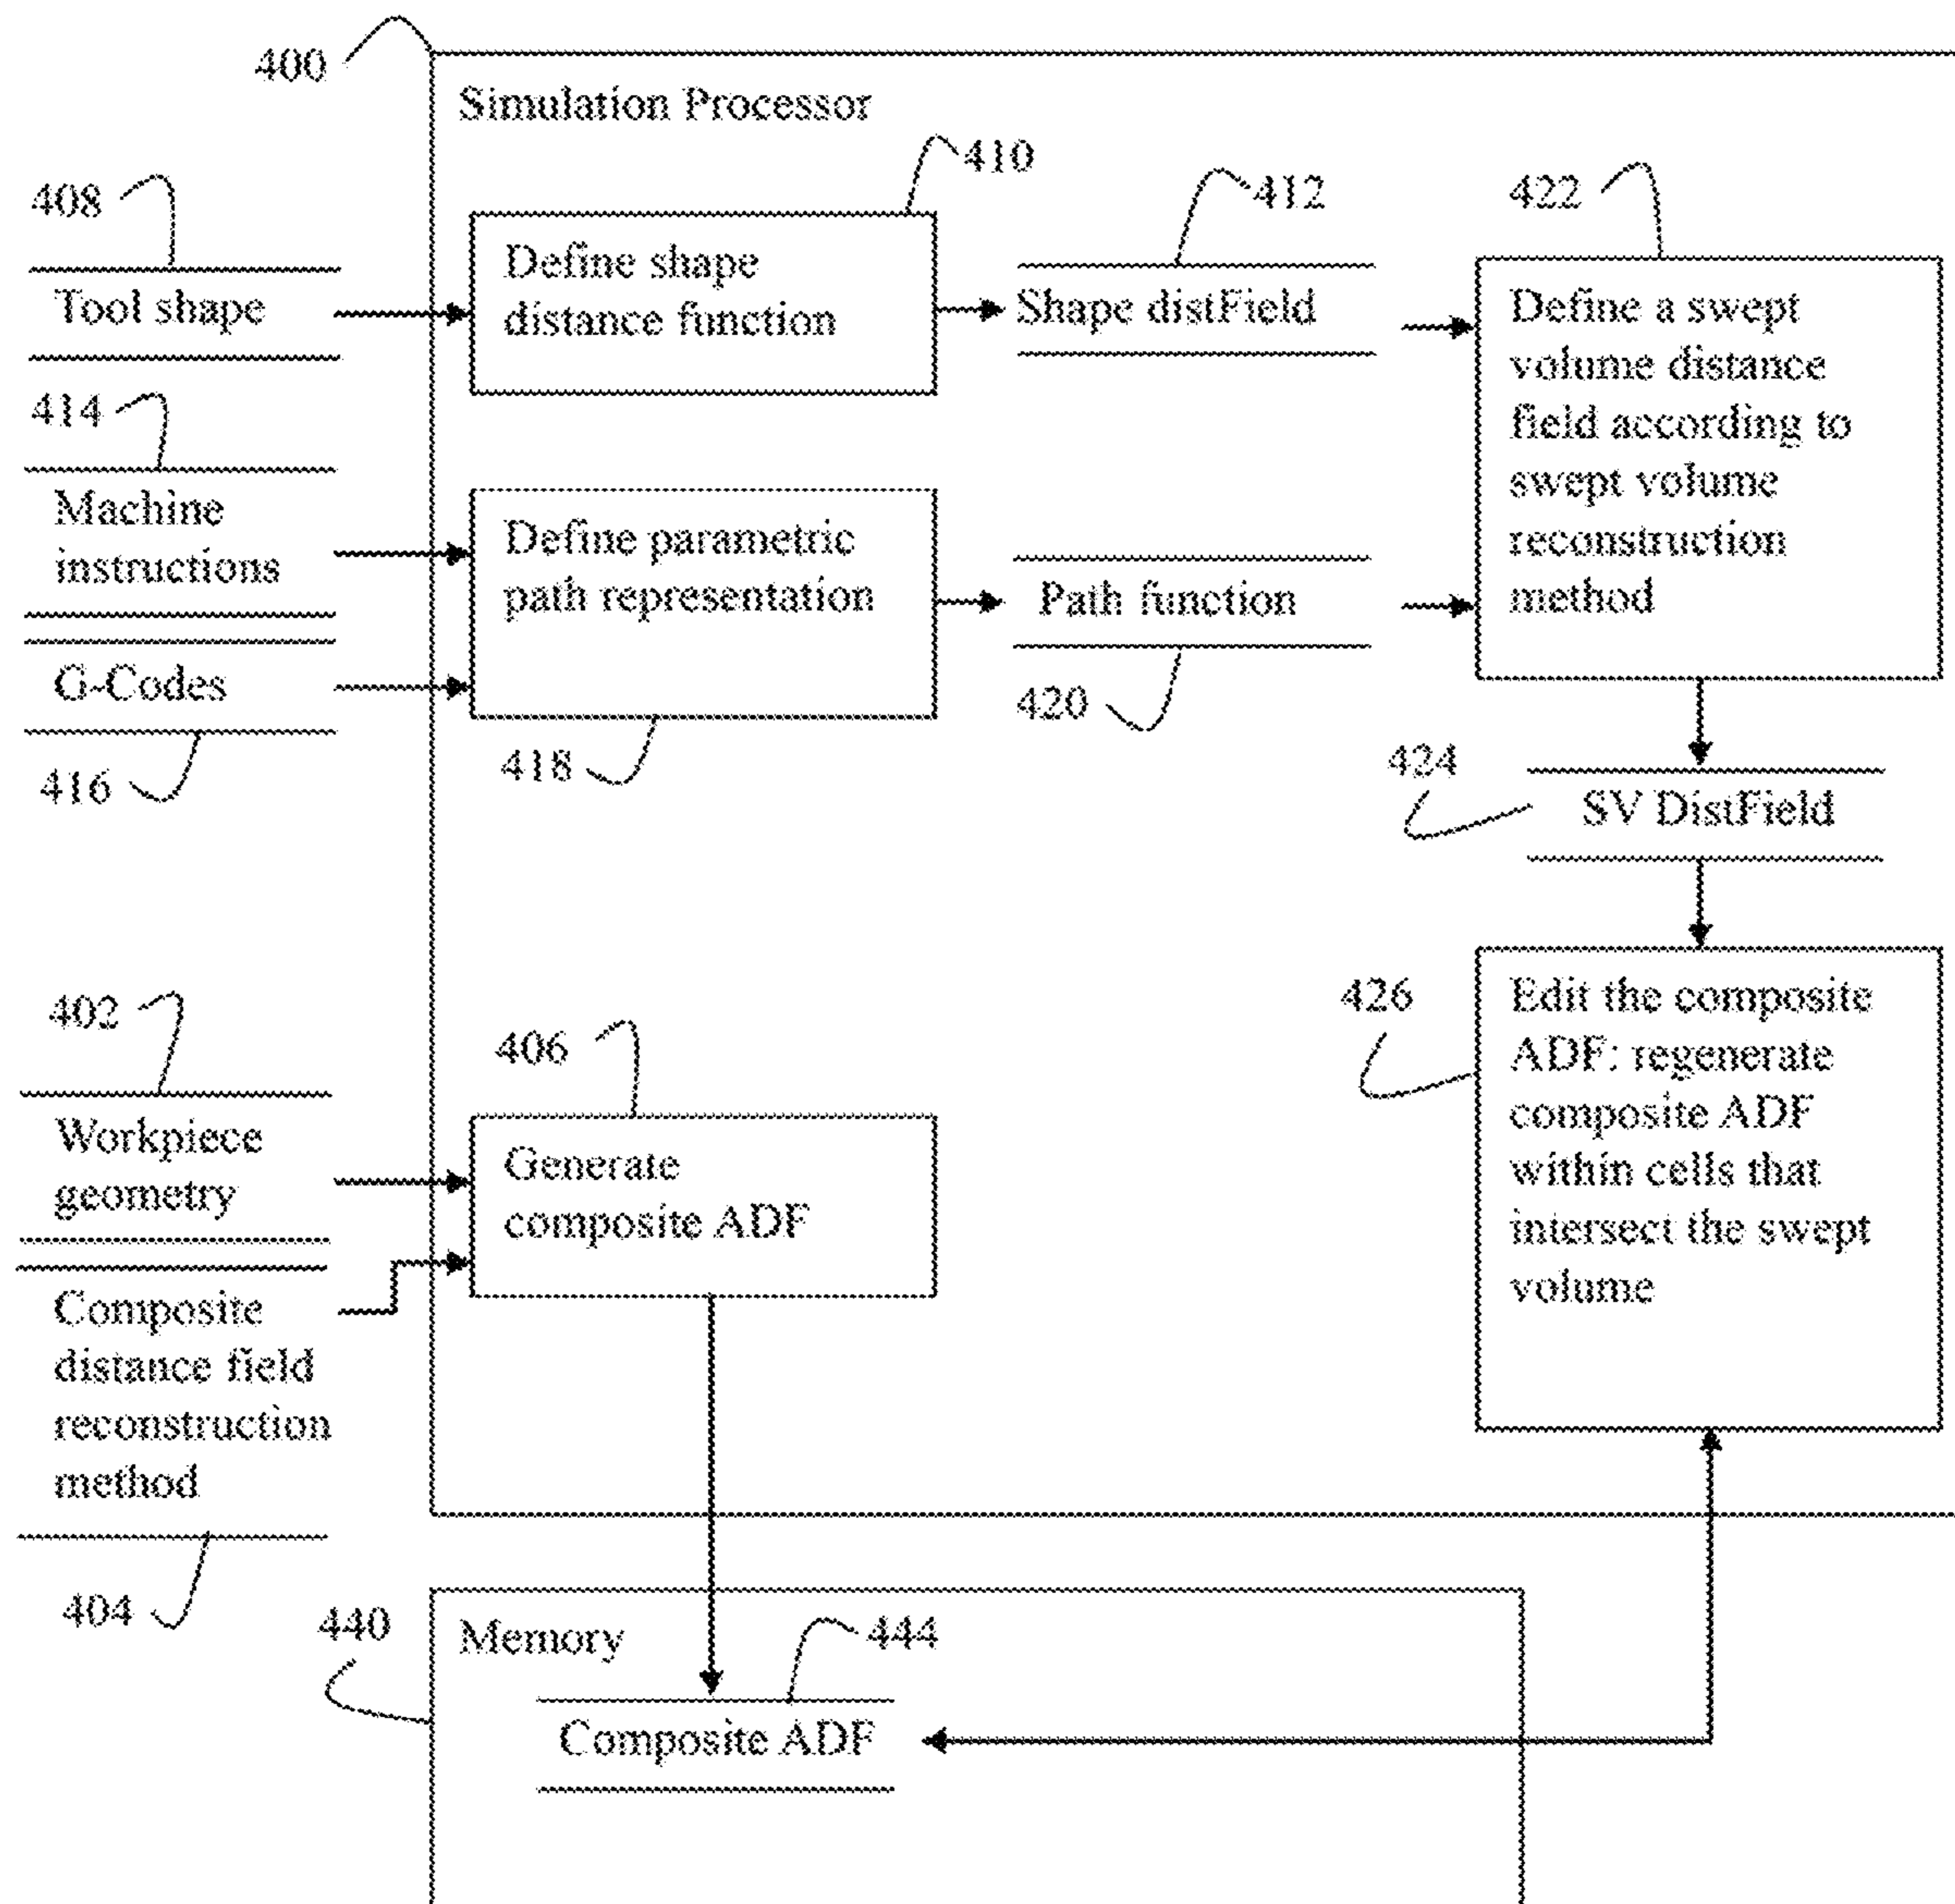 400
Simulation Processor
410
408
412
422
Tool shape
Define shape
distance function
Shape distField
Define a swept
volume distance
field according to
swept volume
reconstruction
method
414
Machine
instructions
Define parametric
path representation
Path function
G-Codes
416
418
420
424
SV DistField
402
406
426
Edit the composite
ADF: regenerate
composite ADF
within cells that
intersect the swept
volume
Workpiece
geometry
Generate
composite ADF
Composite
distance field
reconstruction
method
404
440
Memory
444
Composite ADF